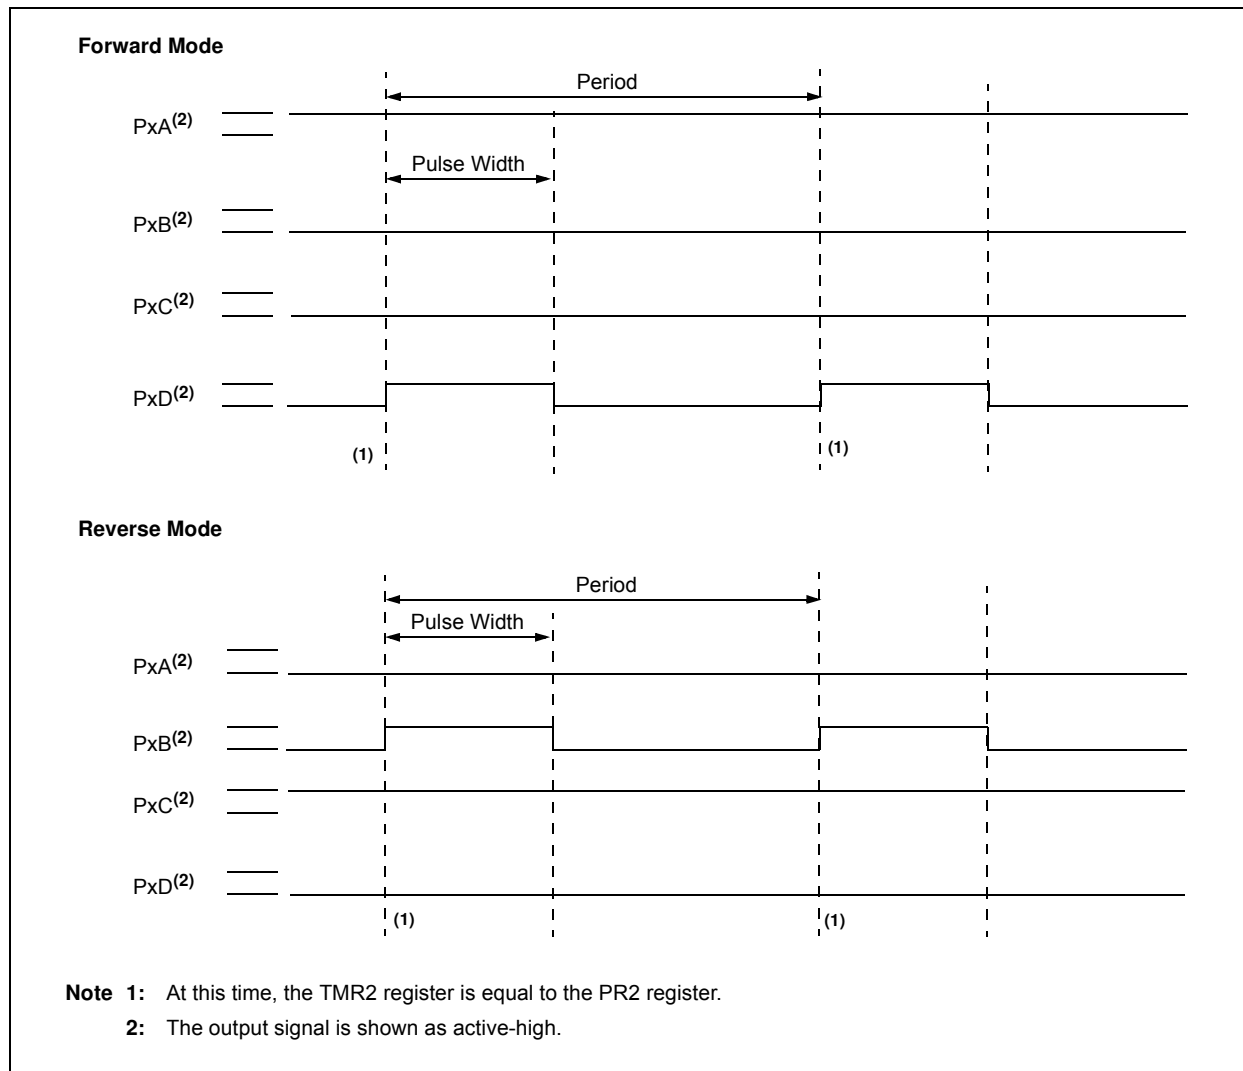 Forward Mode
Period
PxA(2)
Pulse Width
PxB(2)
PxC(2)
PxD(2)
(1) (1)
Reverse Mode
Period
Pulse Width
PxA(2)
PxB(2)
PxC(2)
PxD(2)
(1) (1)
Note 1: At this time, the TMR2 register is equal to the PR2 register.
2: The output signal is shown as active-high.